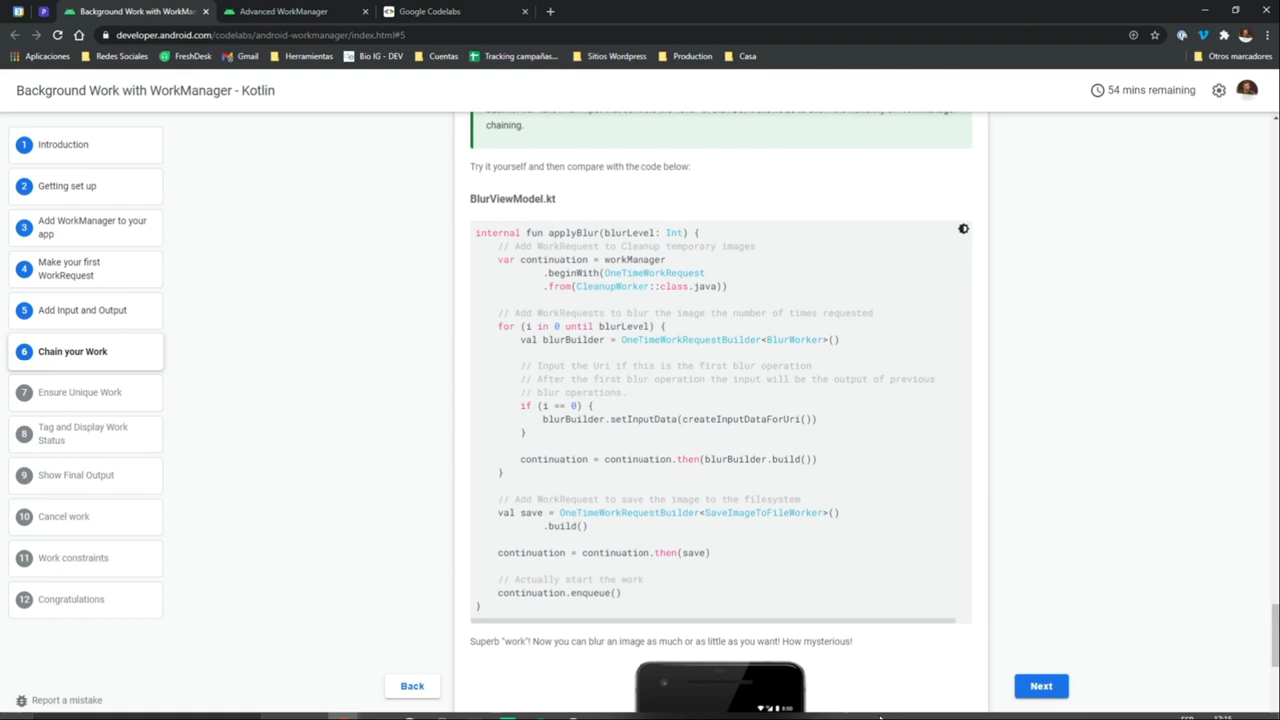 Background Work with WorkMan
Advanced WorkManager
Google Codelabs
developer.android.com/codelabs/android-workmanager/index.html#5
Aplicaciones
Redes Sociales
FreshDesk
Gmail
Herramientas
Bio IG - DEV
Cuentas
Tracking campañas...
Sitios Wordpress
Production
Casa
Otros marcadores
Background Work with WorkManager - Kotlin
54 mins remaining
1 Introduction
2 Getting set up
3 Add WorkManager to your
app
4 Make your first
WorkRequest
5 Add Input and Output
6 Chain your Work
7 Ensure Unique Work
8 Tag and Display Work
Status
9 Show Final Output
10 Cancel work
11 Work constraints
12 Congratulations
Report a mistake
chaining.
Try it yourself and then compare with the code below:
BlurViewModel.kt
internal fun applyBlur(blurLevel: Int) {
// Add WorkRequest to Cleanup temporary images
var continuation = workManager
.beginWith(OneTimeWorkRequest
.from(CleanupWorker::class.java))
// Add WorkRequests to blur the image the number of times requested
for (i in 0 until blurLevel) {
val blurBuilder = OneTimeWorkRequestBuilder<BlurWorker>()
// Input the Uri if this is the first blur operation
// After the first blur operation the input will be the output of previous
// blur operations.
if (i == 0) {
blurBuilder.setInputData(createInputDataForUri())
}
continuation = continuation.then(blurBuilder.build())
}
// Add WorkRequest to save the image to the filesystem
val save = OneTimeWorkRequestBuilder<SaveImageToFileWorker>()
.build()
continuation = continuation.then(save)
// Actually start the work
continuation.enqueue()
}
Superb "work"! Now you can blur an image as much or as little as you want! How mysterious!
8:00
Back
Next